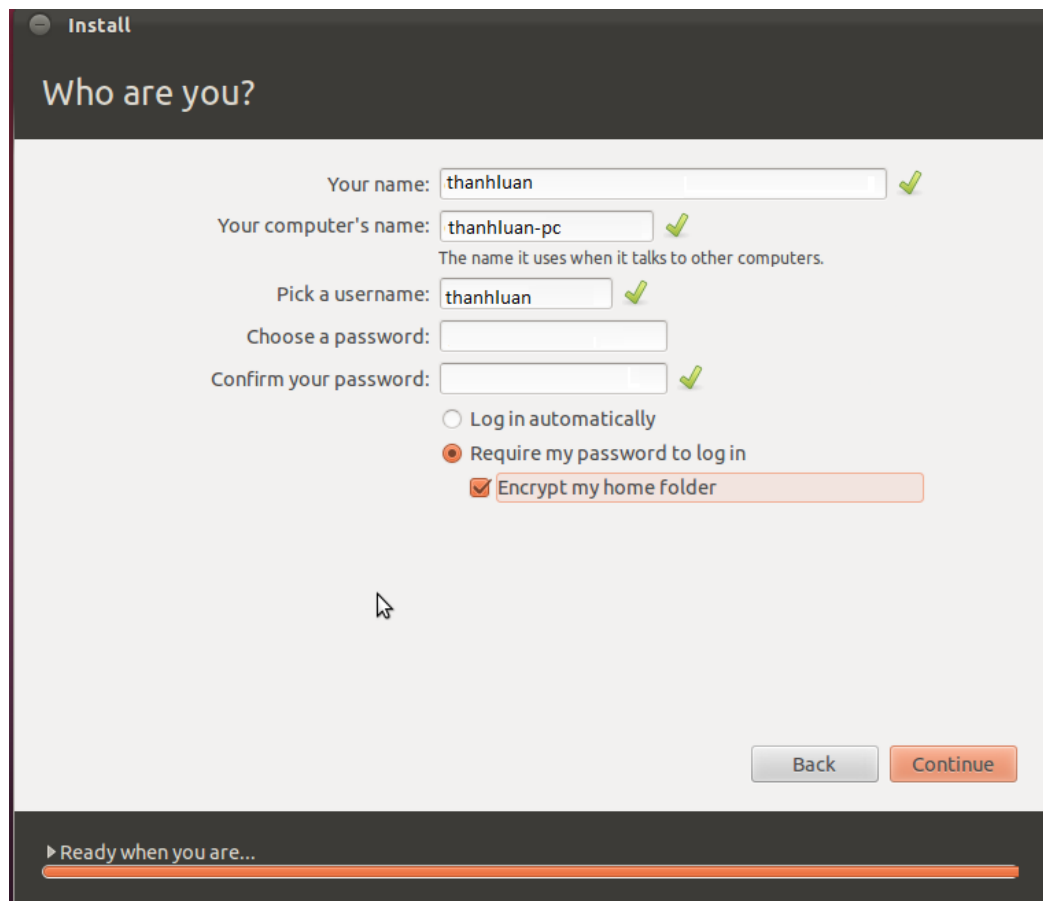 Install
Who are you?
Your name: thanhluan
Your computer's name: thanhluan-pc
The name it uses when it talks to other computers.
Pick a username: thanhluan
Choose a password:
Confirm your password:
Log in automatically
Require my password to log in
Encrypt my home folder
Back Continue
Ready when you are...